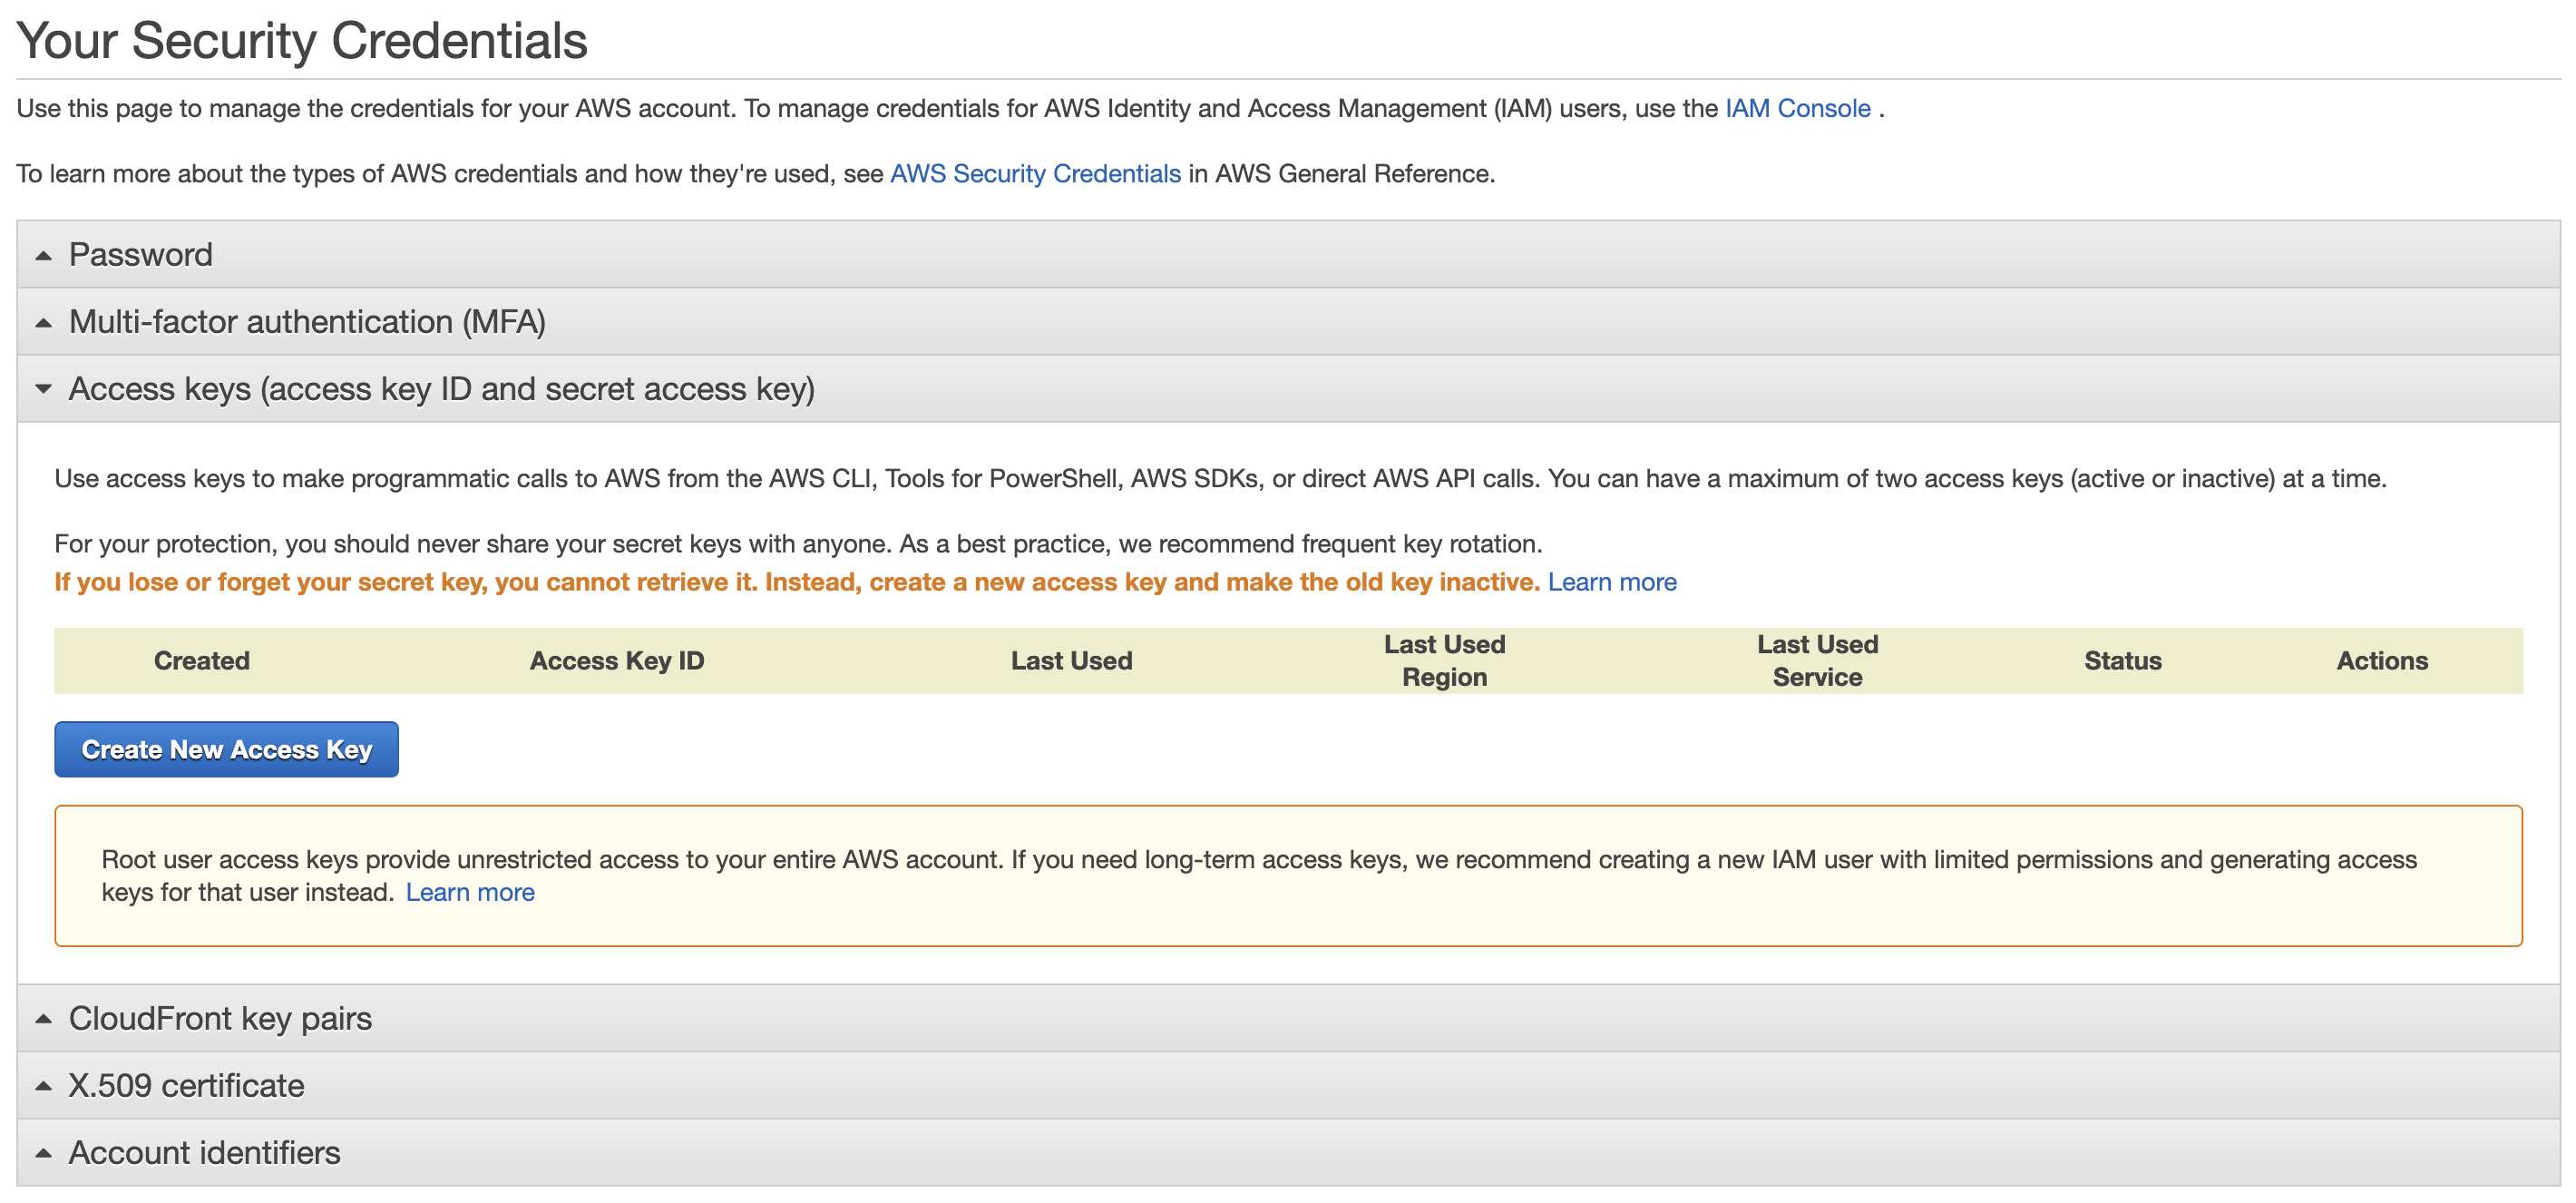 Your Security Credentials
Use this page to manage the credentials for your AWS account. To manage credentials for AWS Identity and Access Management (IAM) users, use the IAM Console .
To learn more about the types of AWS credentials and how they're used, see AWS Security Credentials in AWS General Reference.
Password
Multi-factor authentication (MFA)
Access keys (access key ID and secret access key)
Use access keys to make programmatic calls to AWS from the AWS CLI, Tools for PowerShell, AWS SDKs, or direct AWS API calls. You can have a maximum of two access keys (active or inactive) at a time.
For your protection, you should never share your secret keys with anyone. As a best practice, we recommend frequent key rotation.
If you lose or forget your secret key, you cannot retrieve it. Instead, create a new access key and make the old key inactive. Learn more
Created Access Key ID Last Used Last Used Region Last Used Service Status Actions
Create New Access Key
Root user access keys provide unrestricted access to your entire AWS account. If you need long-term access keys, we recommend creating a new IAM user with limited permissions and generating access
keys for that user instead. Learn more
CloudFront key pairs
X.509 certificate
Account identifiers